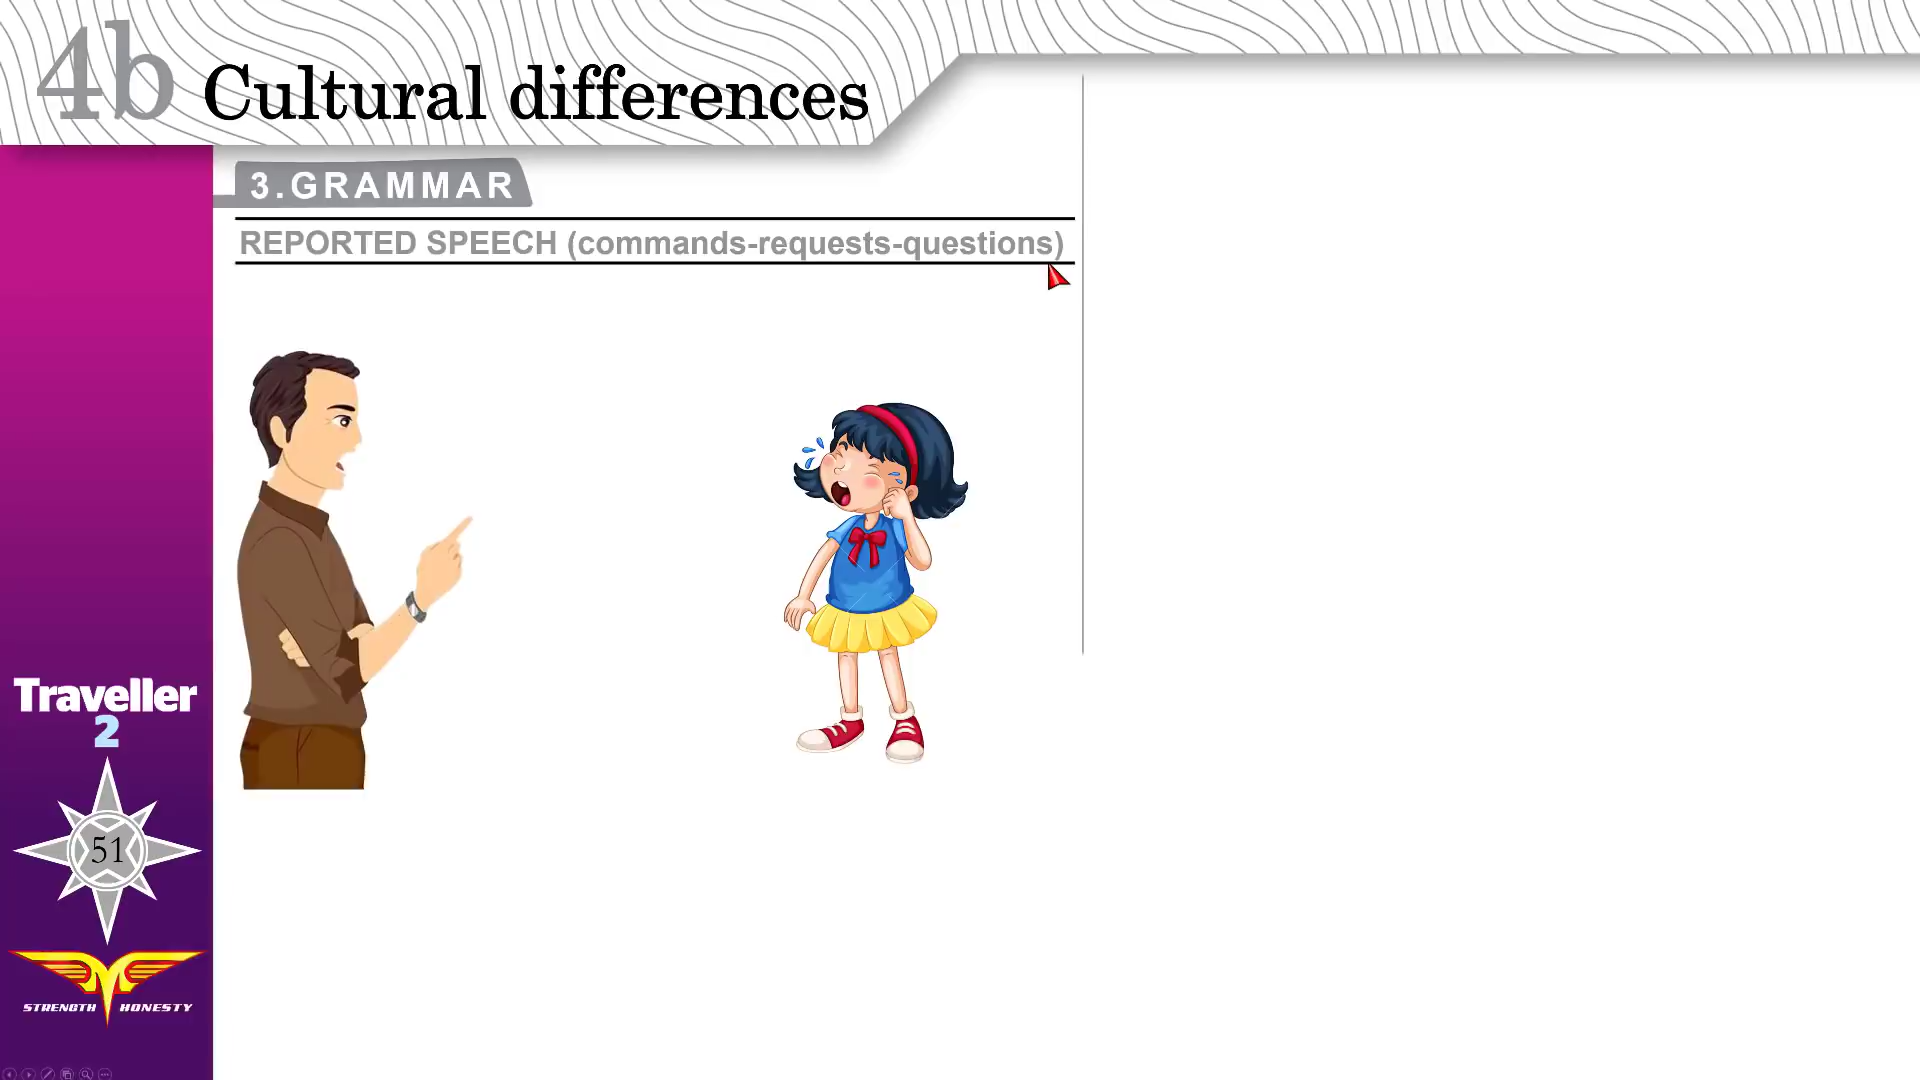 4b Cultural differences
3.GRAMMAR
REPORTED SPEECH (commands-requests-questions)
Traveller
2
51
STRENGTH HONESTY